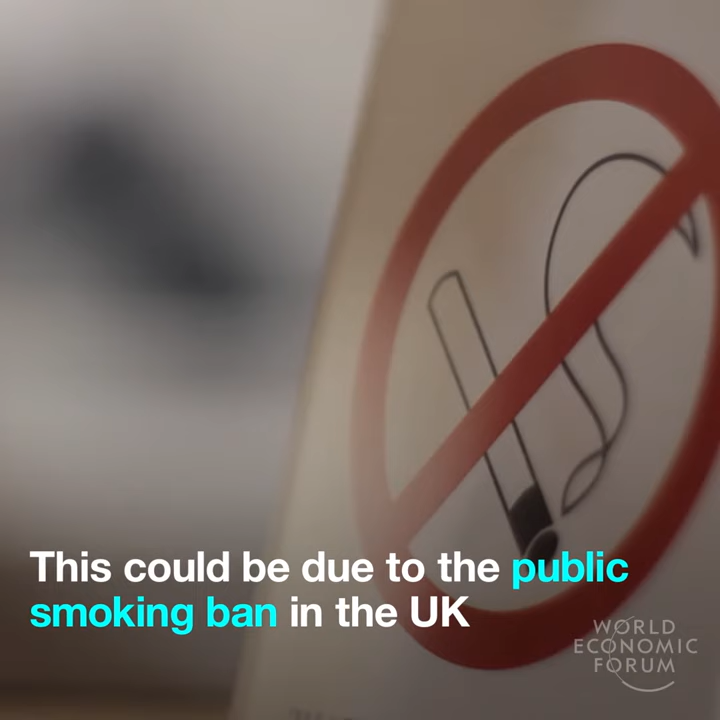 This could be due to the public
smoking ban in the UK
WORLD
ECONOMIC
FORUM